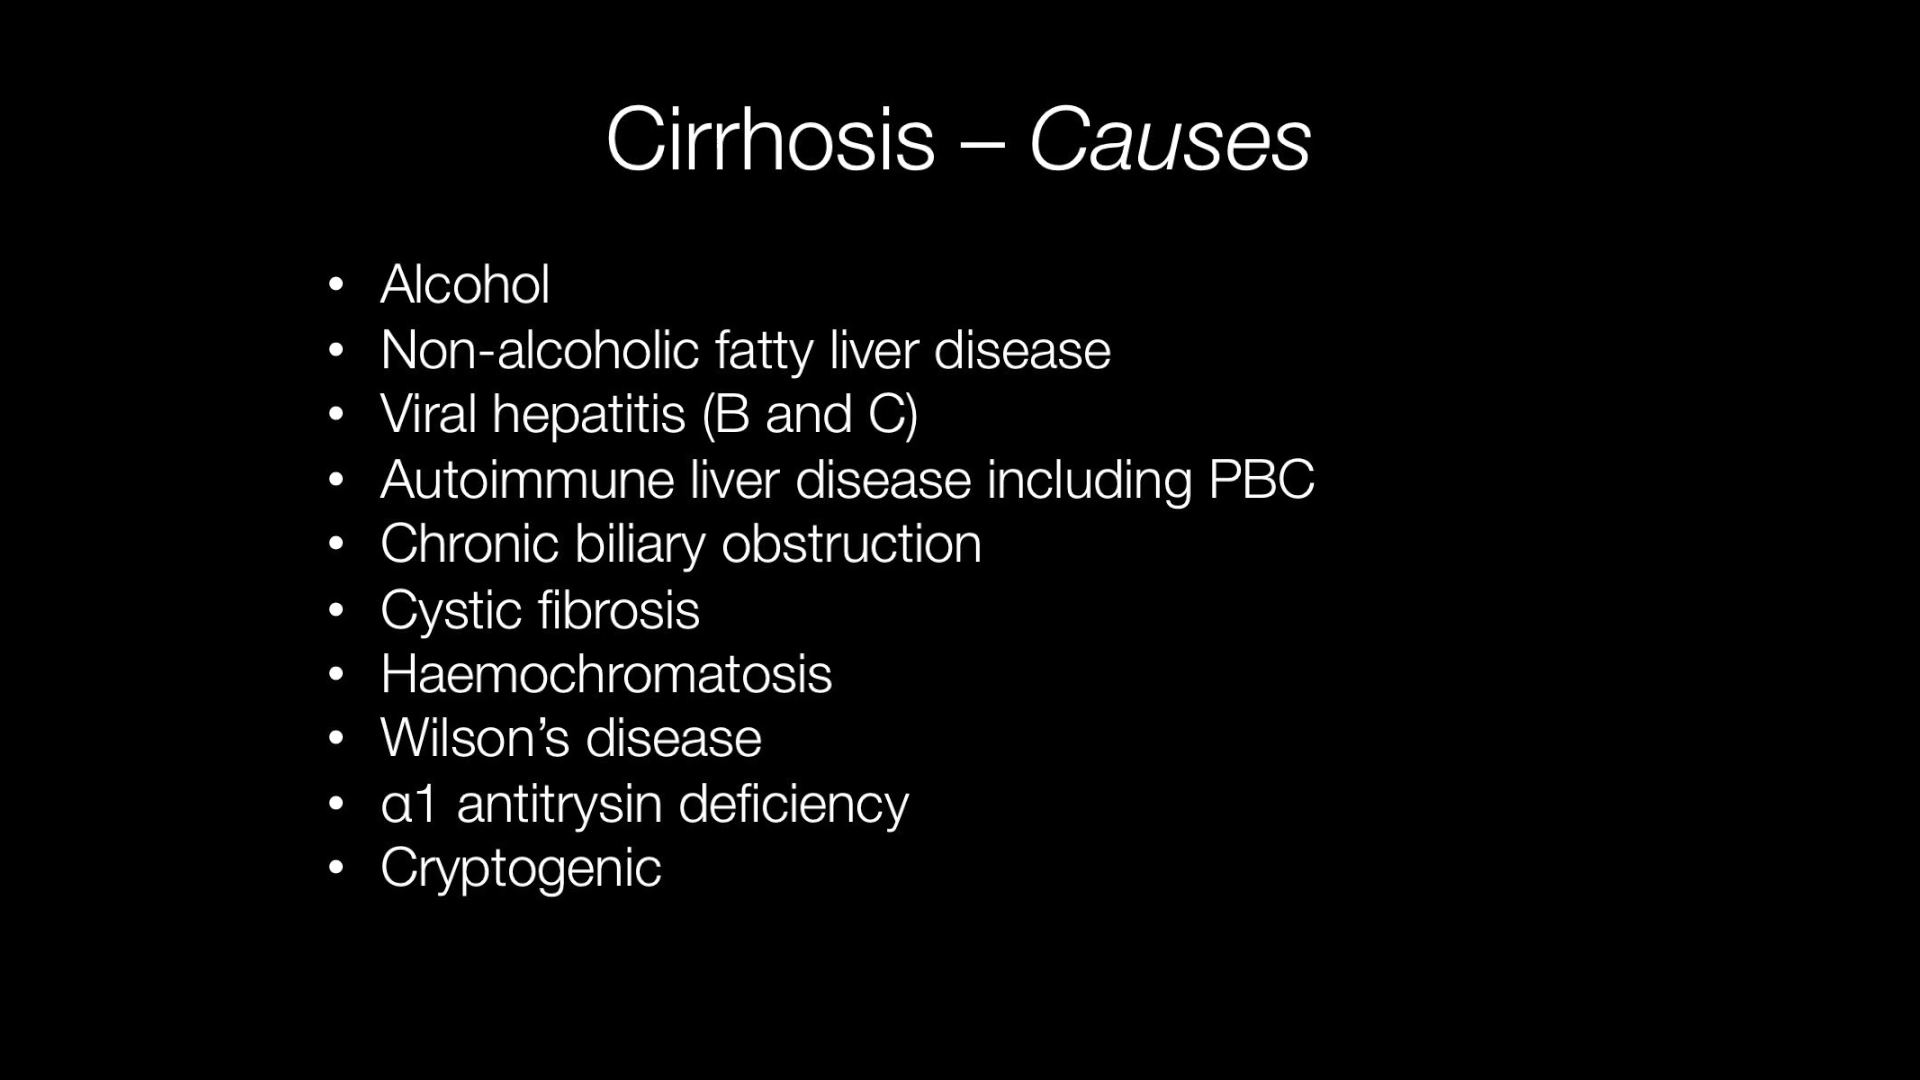 Cirrhosis – Causes
• Alcohol
• Non-alcoholic fatty liver disease
• Viral hepatitis (B and C)
• Autoimmune liver disease including PBC
• Chronic biliary obstruction
• Cystic fibrosis
• Haemochromatosis
• Wilson’s disease
• α1 antitrysin deficiency
• Cryptogenic